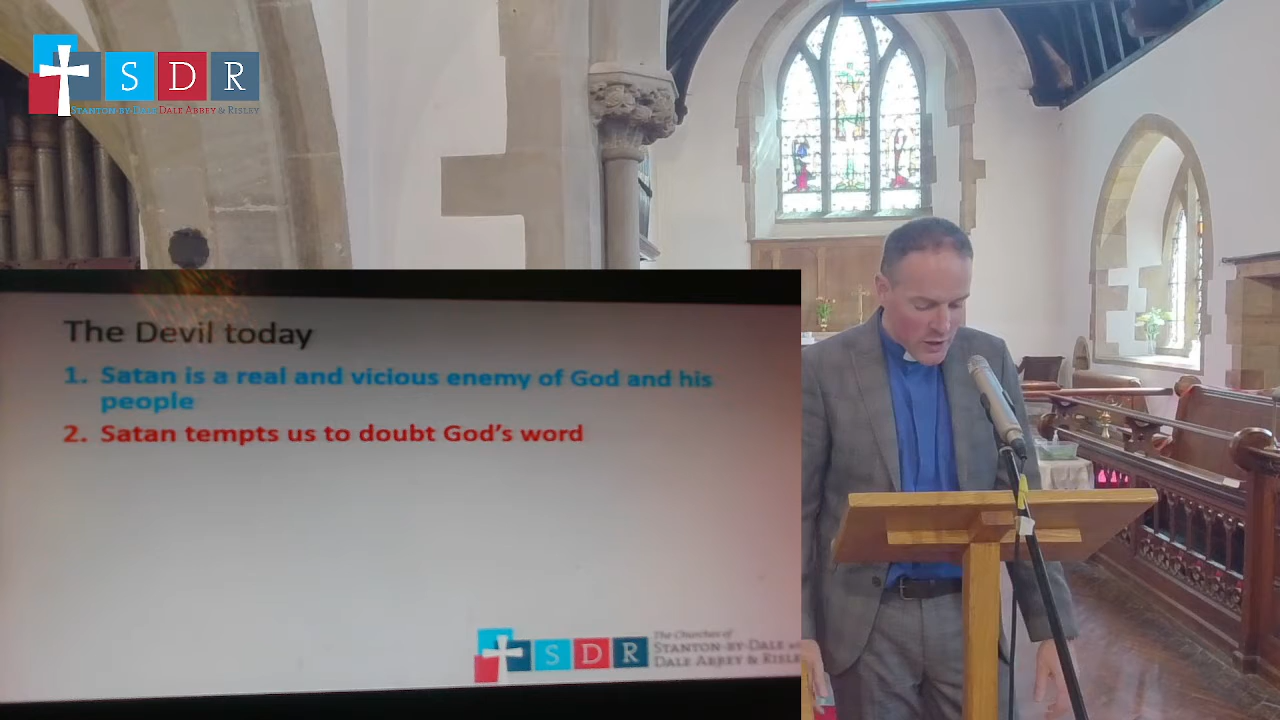 SDR
STANTON-BY-DALE DALE ABBEY & RISLEY
The Devil today
1. Satan is a real and vicious enemy of God and his
people
2. Satan tempts us to doubt God's word
SDR
The Churches of
STANTON-BY-DALE
DALE ABBEY & RISLE